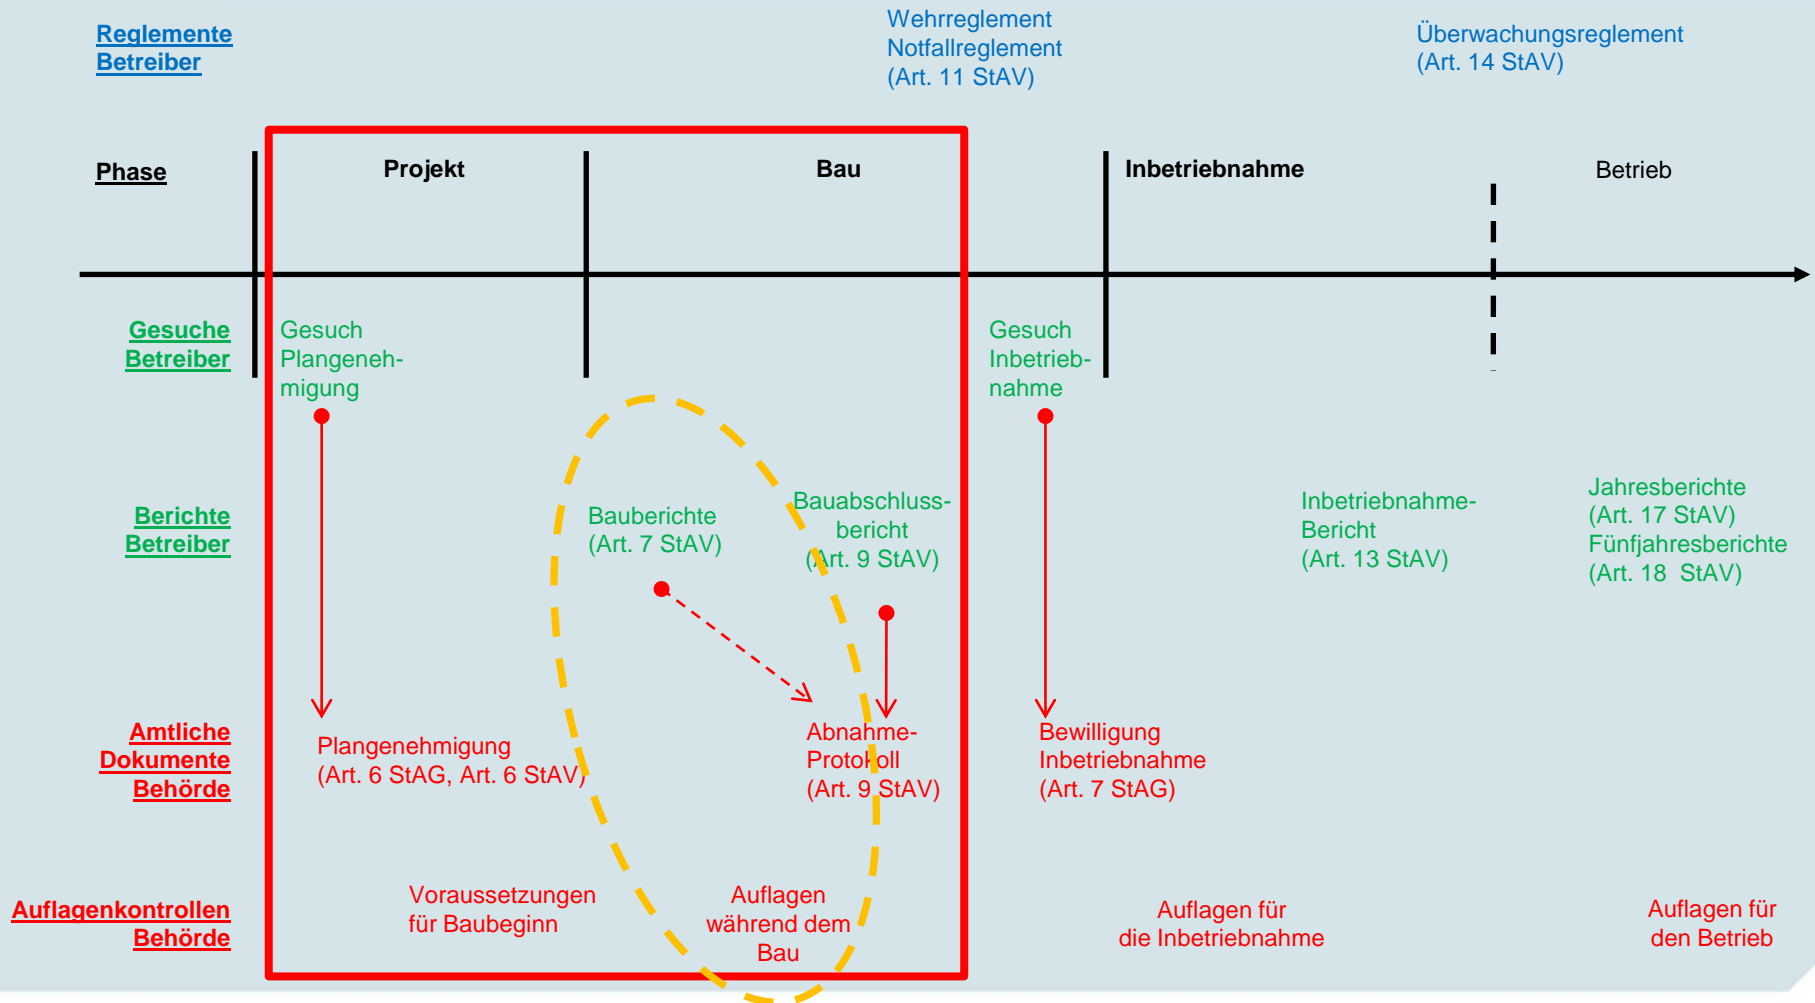 Reglemente
Betreiber
Wehrreglement
Notfallreglement
(Art. 11 StAV)
Überwachungsreglement
(Art. 14 StAV)
Phase
Projekt
Bau
Inbetriebnahme
Betrieb
Gesuche
Betreiber
Gesuch
Plangeneh-
migung
Gesuch
Inbetrieb-
nahme
Berichte
Betreiber
Bauberichte
(Art. 7 StAV)
Bauabschluss-
bericht
(Art. 9 StAV)
Inbetriebnahme-
Bericht
(Art. 13 StAV)
Jahresberichte
(Art. 17 StAV)
Fünfjahresberichte
(Art. 18 StAV)
Amtliche
Dokumente
Behörde
Plangenehmigung
(Art. 6 StAG, Art. 6 StAV)
Abnahme-
Protokoll
(Art. 9 StAV)
Bewilligung
Inbetriebnahme
(Art. 7 StAG)
Auflagenkontrollen
Behörde
Voraussetzungen
für Baubeginn
Auflagen
während dem
Bau
Auflagen für
die Inbetriebnahme
Auflagen für
den Betrieb